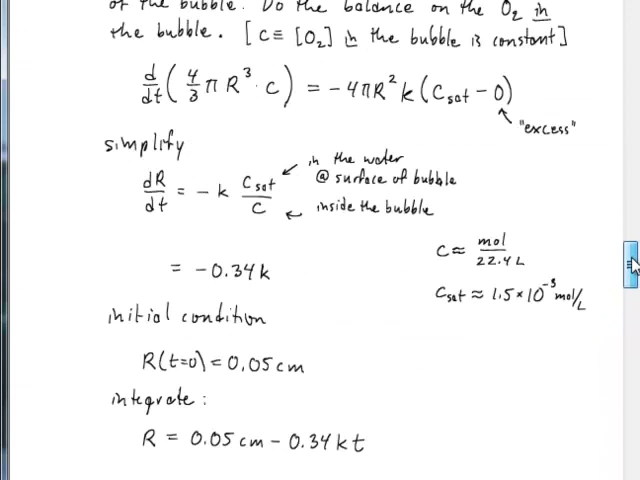 of the bubble. Do the balance on the O₂ in
the bubble. [C≡ [O₂] in the bubble is constant]
d/dt (4/3 π R³ · C) = -4πR² k (Csat - 0)
"excess"
simplify
in the water
@ surface of bubble
dR/dt = -k Csat/C
inside the bubble
C ≈ mol/22.4L
= -0.34k
Csat ≈ 1.5 × 10⁻³ mol/L
initial condition
R(t=0) = 0.05 cm
integrate:
R = 0.05 cm - 0.34 k t